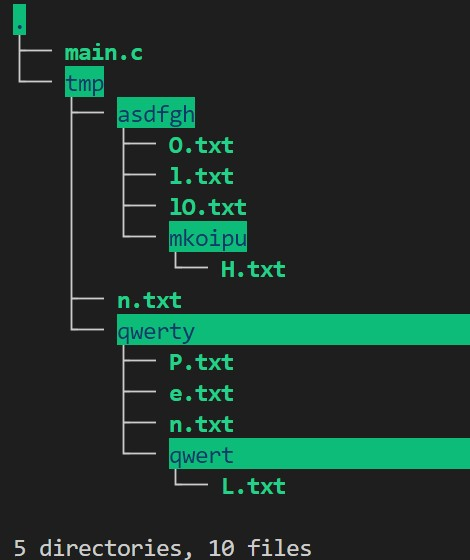 .
├── main.c
└── tmp
    ├── asdfgh
    │   ├── O.txt
    │   ├── l.txt
    │   ├── lO.txt
    │   └── mkoipu
    │       └── H.txt
    ├── n.txt
    └── qwerty
        ├── P.txt
        ├── e.txt
        ├── n.txt
        └── qwert
            └── L.txt
5 directories, 10 files